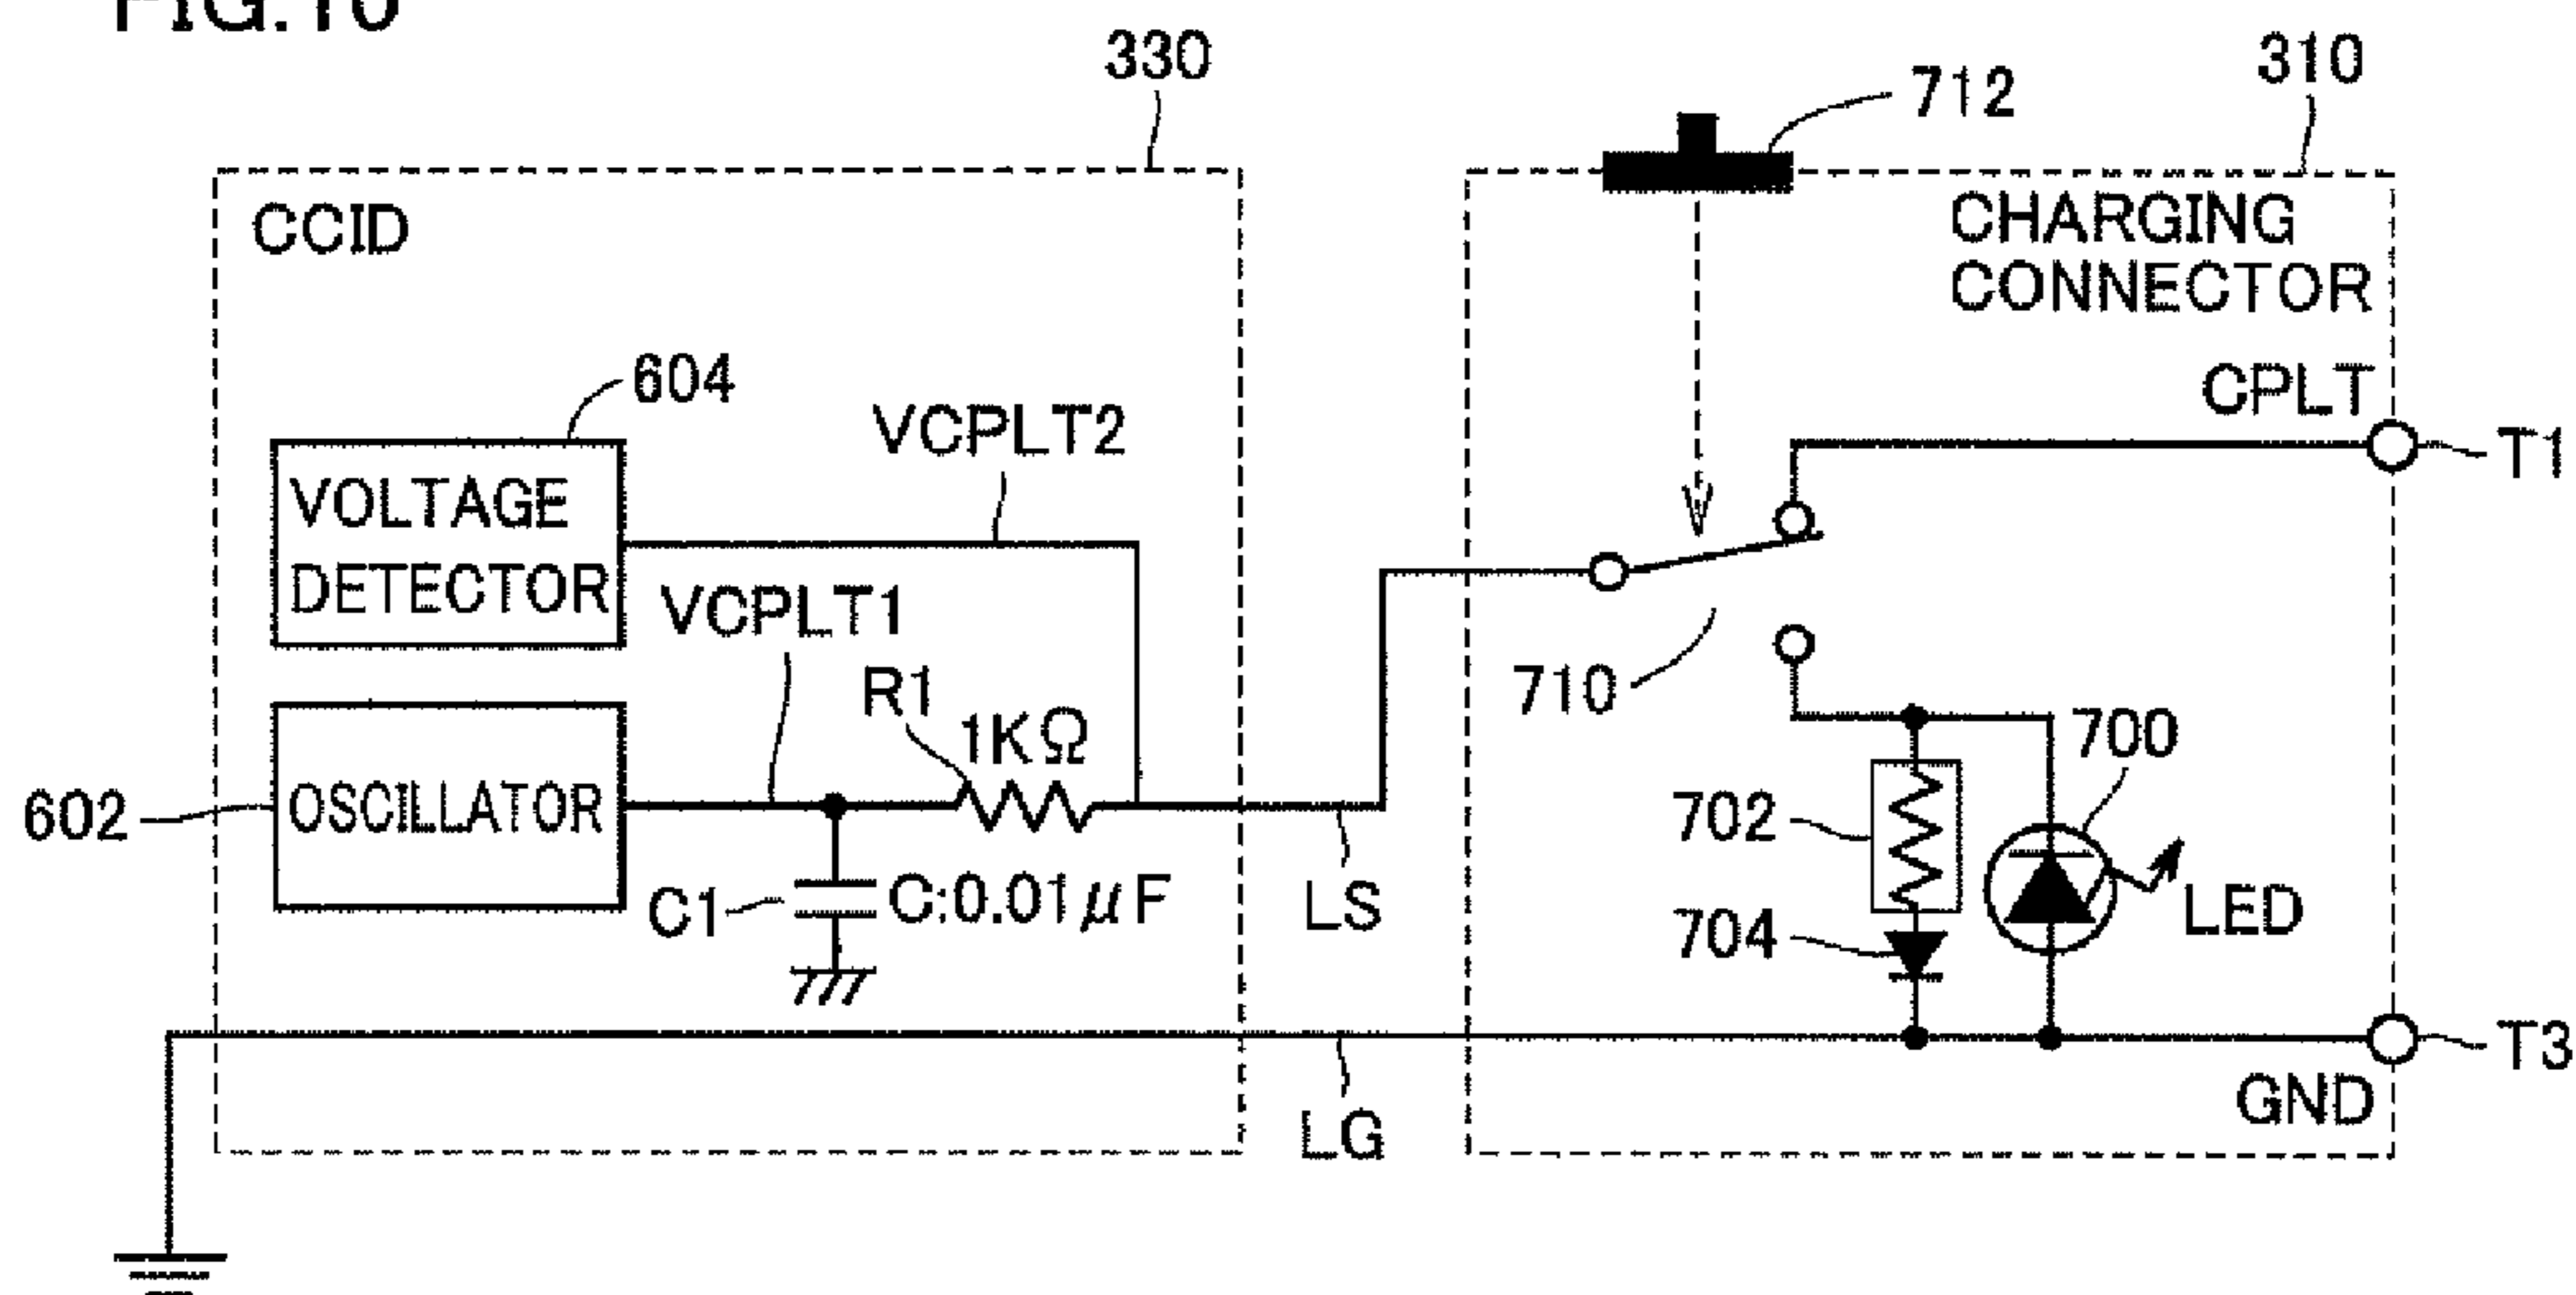 FIG.10
330
310
712
CCID
CHARGING
CONNECTOR
604
CPLT
VCPLT2
T1
VOLTAGE
DETECTOR
VCPLT1
R1
1KΩ
710
700
602
OSCILLATOR
702
C1
C:0.01μF
LS
704
LED
T3
GND
LG